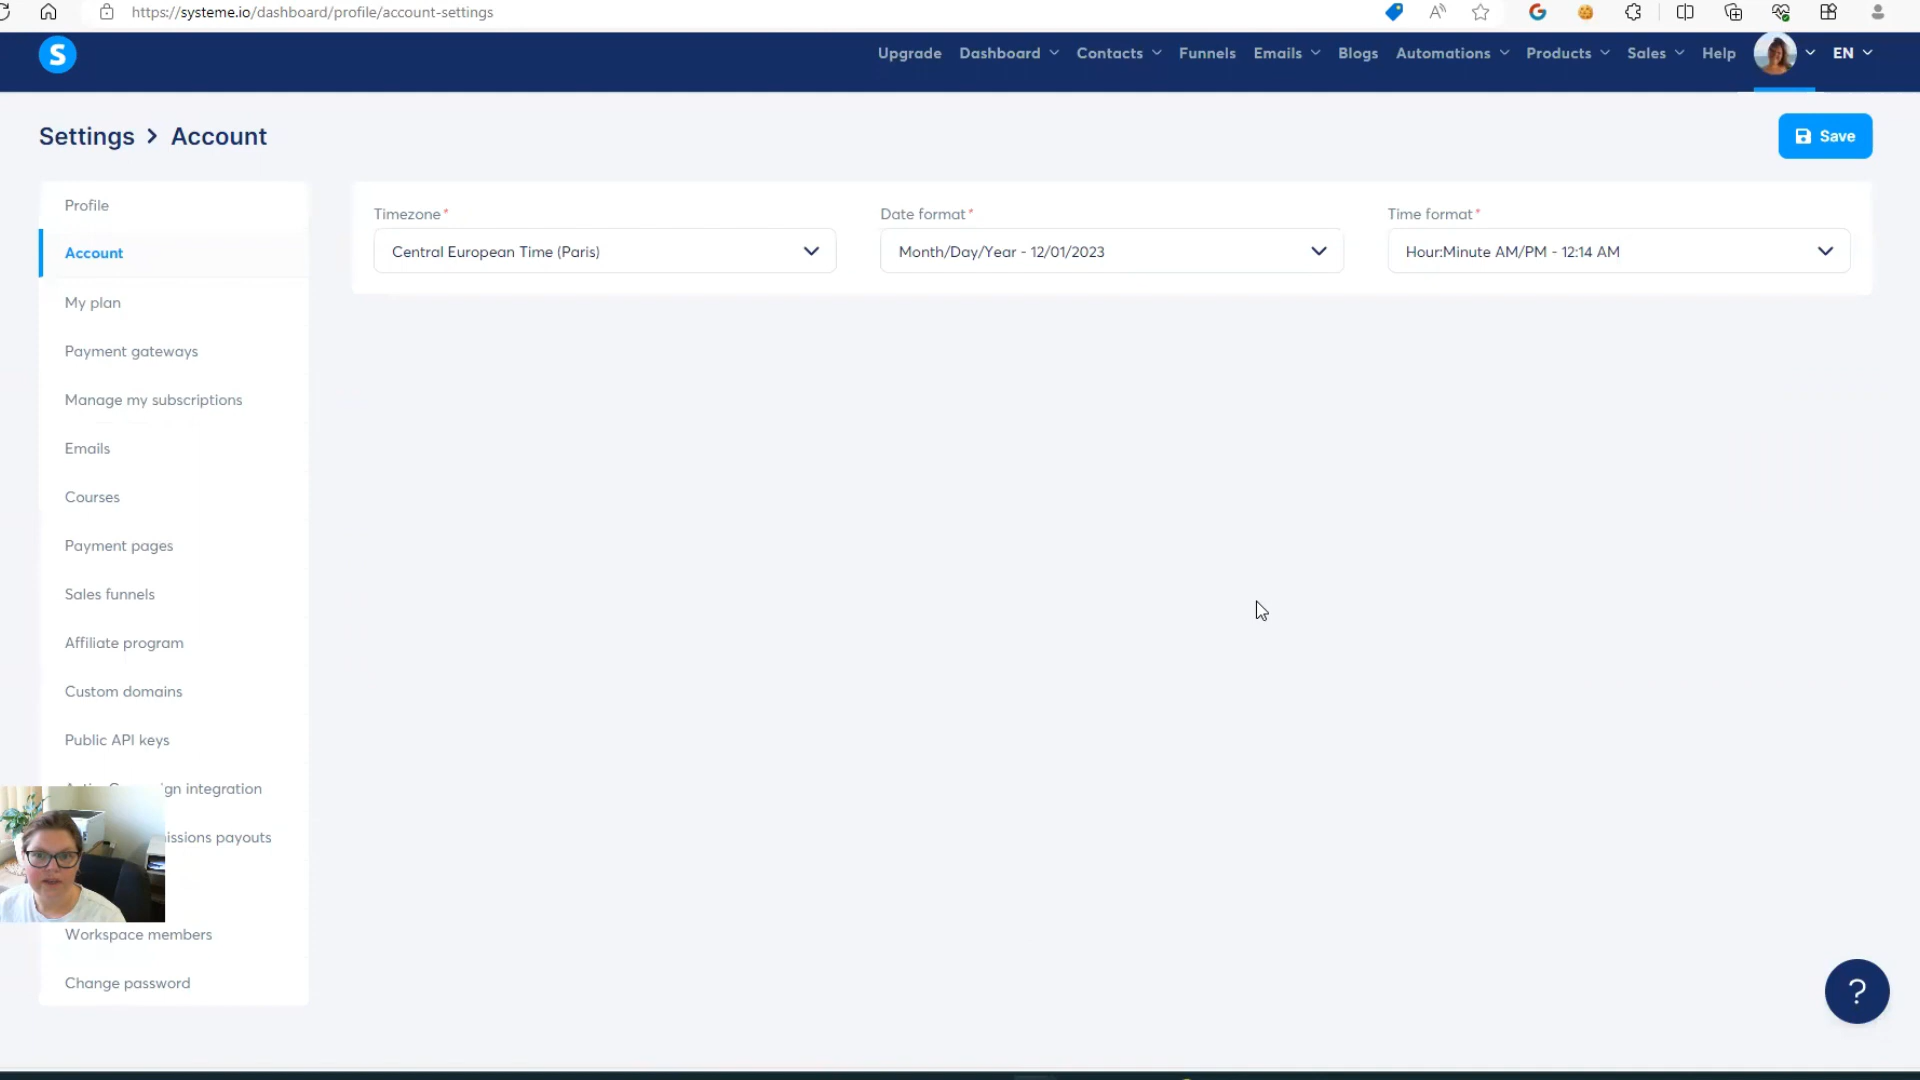 https://systeme.io/dashboard/profile/account-settings
S
Upgrade Dashboard Contacts Funnels Emails Blogs Automations Products Sales Help EN
Settings > Account
Save
Profile
Account
My plan
Payment gateways
Manage my subscriptions
Emails
Courses
Payment pages
Sales funnels
Affiliate program
Custom domains
Public API keys
integration
payouts
Workspace members
Change password
Timezone*
Central European Time (Paris)
Date format*
Month/Day/Year - 12/01/2023
Time format*
Hour:Minute AM/PM - 12:14 AM
?